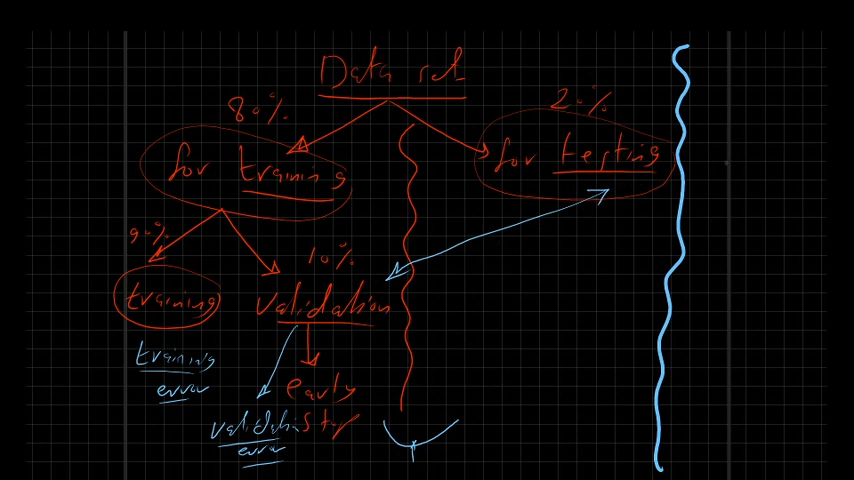 Data set
80%
20%
for training
for testing
90%
10%
training
validation
training
error
early
stop
validation
error